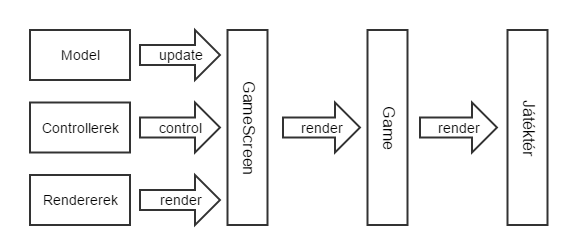 Model
update
Controllerek
control
Rendererek
render
GameScreen
render
Game
render
Játéktér